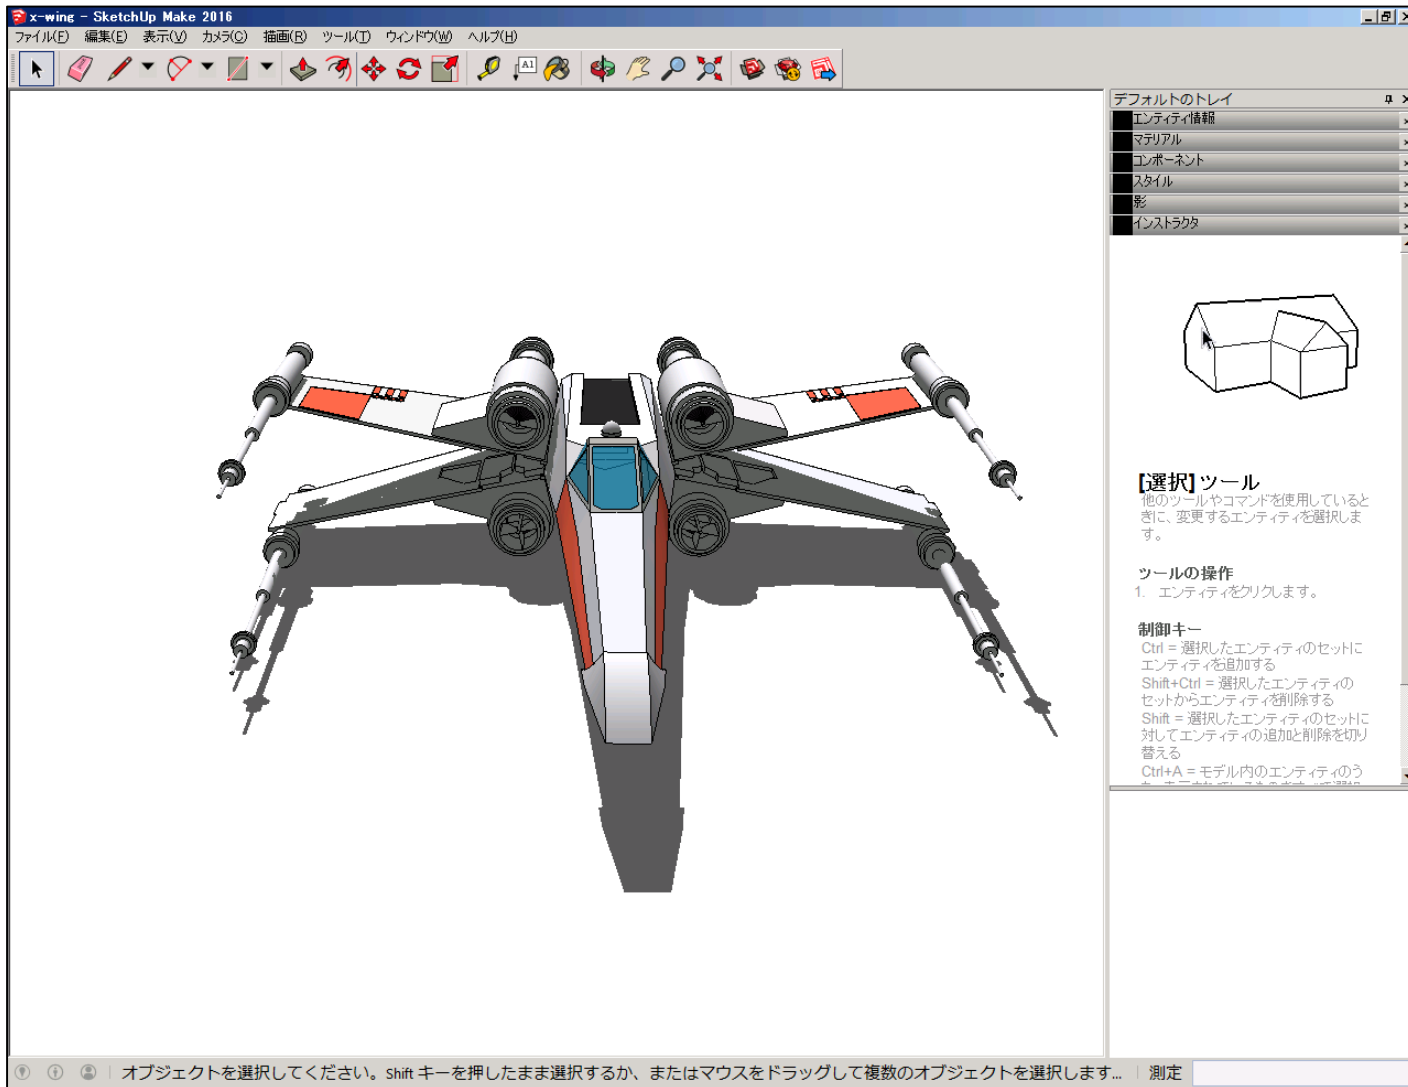 x-wing - SketchUp Make 2016
ファイル(F) 編集(E) 表示(V) カメラ(C) 描画(R) ツール(T) ウィンドウ(W) ヘルプ(H)
A1
デフォルトのトレイ
エンティティ情報
マテリアル
コンポーネント
スタイル
影
インストラクタ
[選択] ツール
他のツールやコマンドを使用していると
きに、変更するエンティティを選択しま
す。
ツールの操作
1. エンティティをクリックします。
制御キー
Ctrl = 選択したエンティティのセットに
エンティティを追加する
Shift+Ctrl = 選択したエンティティの
セットからエンティティを削除する
Shift = 選択したエンティティのセットに
対してエンティティの追加と削除を切り
替える
Ctrl+A = モデル内のエンティティのう
オブジェクトを選択してください。Shift キーを押したまま選択するか、またはマウスをドラッグして複数のオブジェクトを選択します... 測定